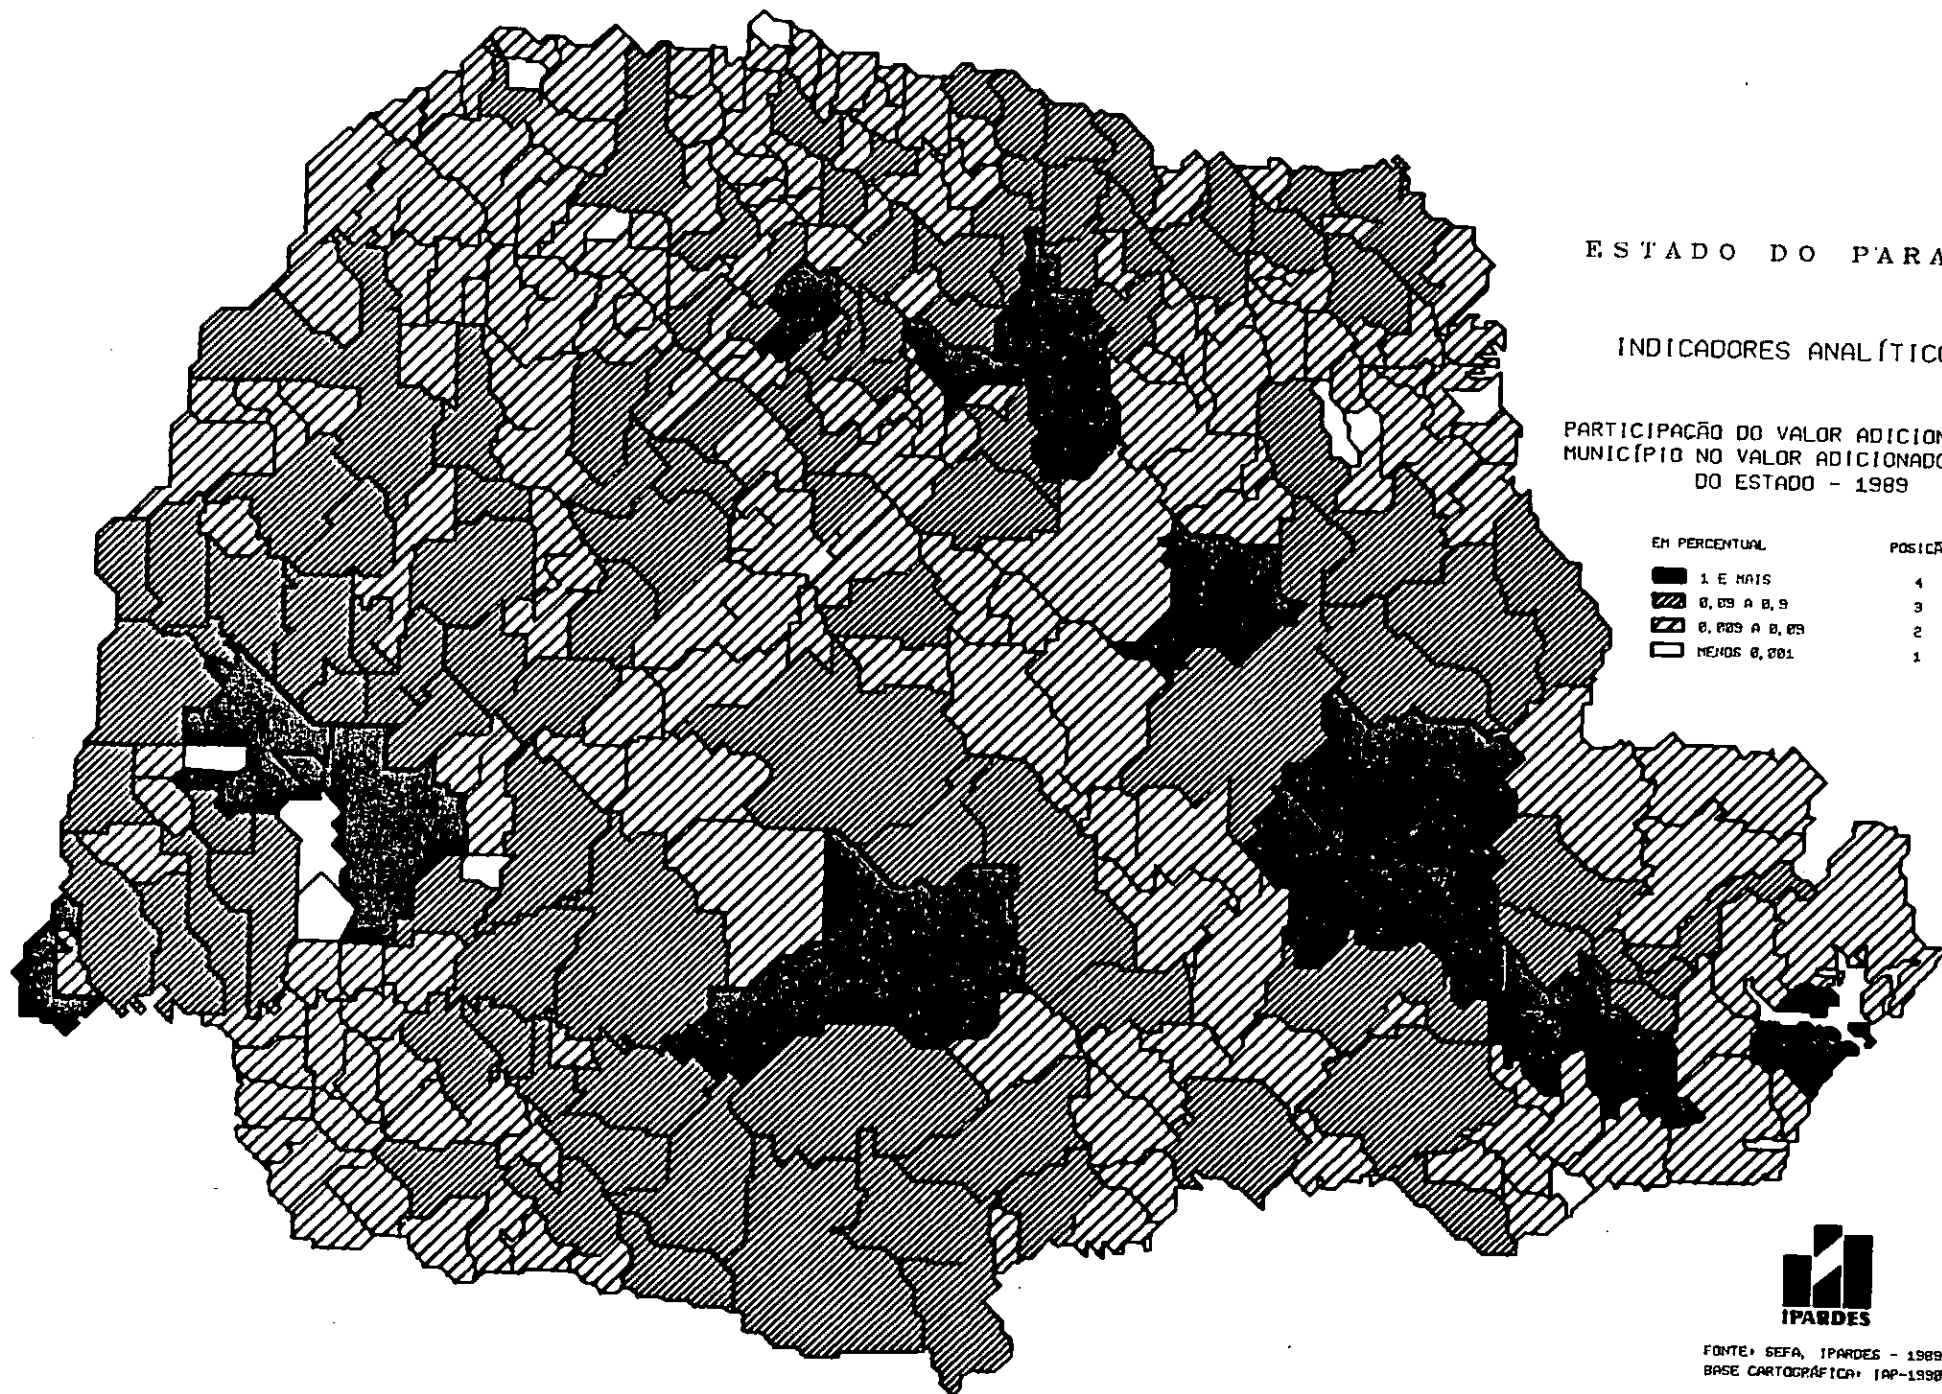 ESTADO DO PARA
INDICADORES ANALÍTICO
PARTICIPAÇÃO DO VALOR ADICION
MUNICÍPIO NO VALOR ADICIONADO
DO ESTADO - 1989
EM PERCENTUAL POSIÇÃ
1 E MAIS 4
0,09 A 0,9 3
0,009 A 0,09 2
MENOS 0,001 1
IPARDES
FONTE: SEFA, IPARDES - 1989
BASE CARTOGRÁFICA: IAP-1990